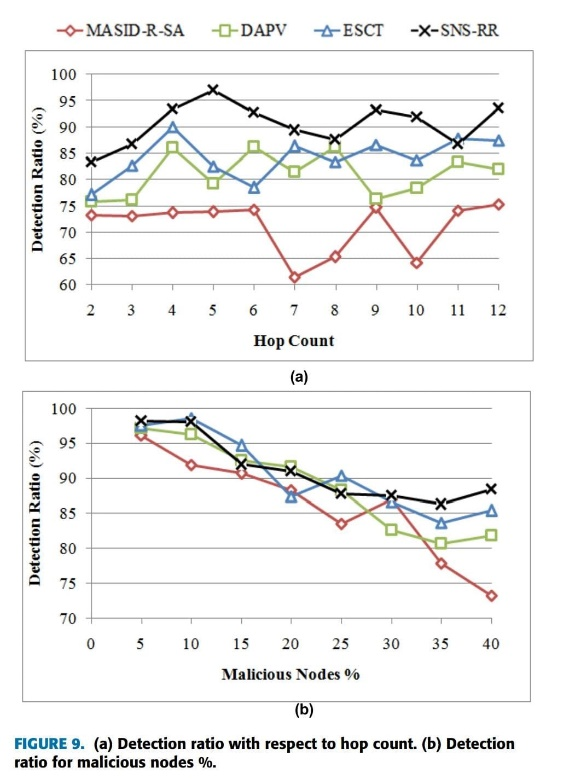 MASID-R-SA DAPV ESCT SNS-RR
100
95
90
85
80
75
70
65
60
Detection Ratio (%)
2 3 4 5 6 7 8 9 10 11 12
Hop Count
(a)
100
95
90
85
80
75
70
Detection Ratio (%)
0 5 10 15 20 25 30 35 40
Malicious Nodes %
(b)
FIGURE 9. (a) Detection ratio with respect to hop count. (b) Detection
ratio for malicious nodes %.